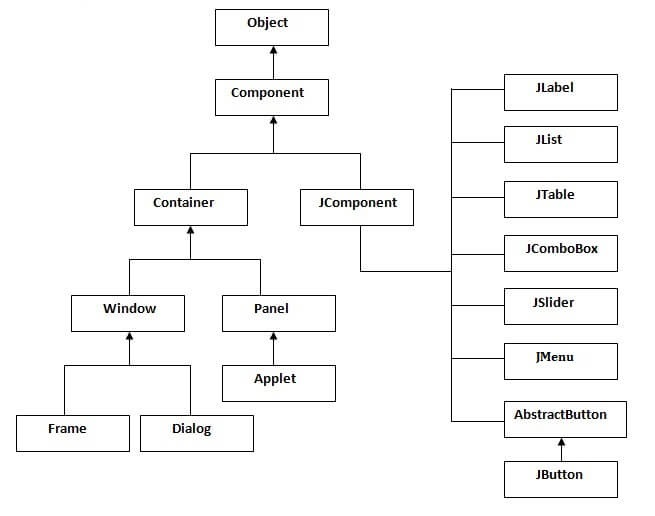 Object
Component
Container
JComponent
Window
Panel
Applet
Frame
Dialog
JLabel
JList
JTable
JComboBox
JSlider
JMenu
AbstractButton
JButton